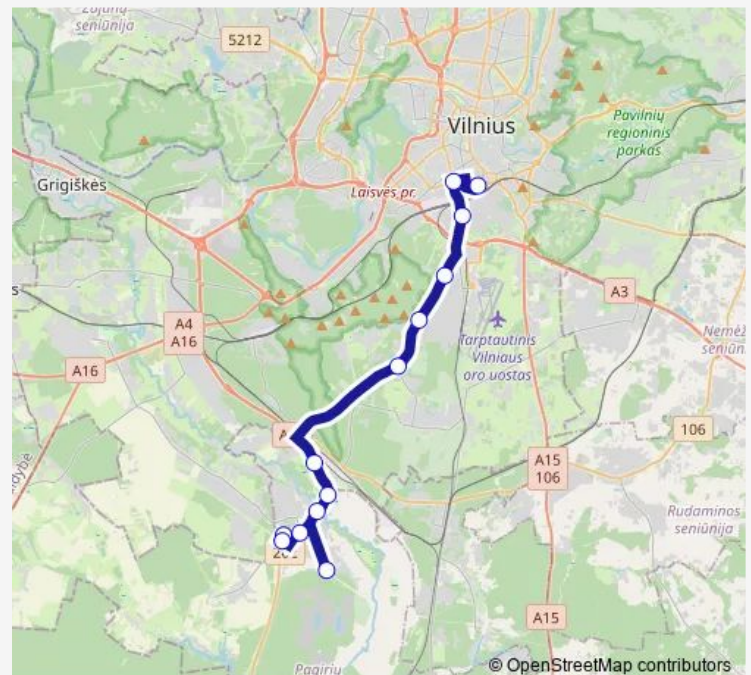 seniūnija
5212
Vilnius
Pavilnių
regioninis
parkas
Grigiškės
Laisvės pr.
A3
A4
A16
Tarptautinis
Vilniaus
oro uostas
A16
106
A15
106
Rudaminos
seniūnija
A15
Pagirių
© OpenStreetMap contributors